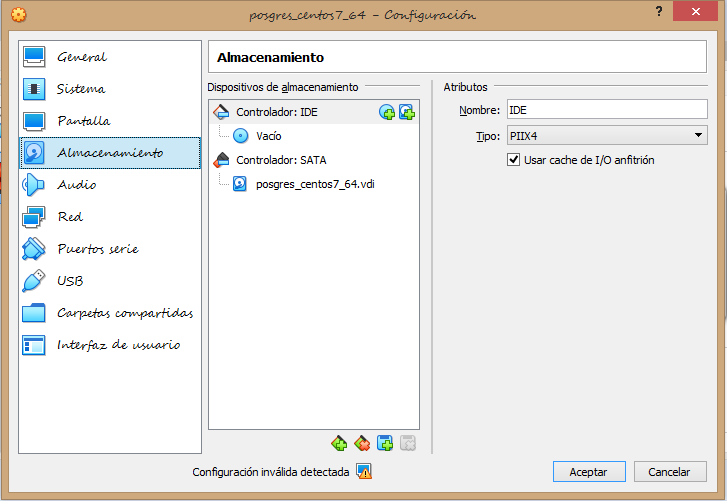 posgres_centos7_64 - Configuración
?
General
Sistema
Pantalla
Almacenamiento
Audio
Red
Puertos serie
USB
Carpetas compartidas
Interfaz de usuario
Almacenamiento
Dispositivos de almacenamiento
Controlador: IDE
Vacío
Controlador: SATA
posgres_centos7_64.vdi
Atributos
Nombre: IDE
Tipo: PIIX4
Usar cache de I/O anfitrión
Configuración inválida detectada
Aceptar
Cancelar